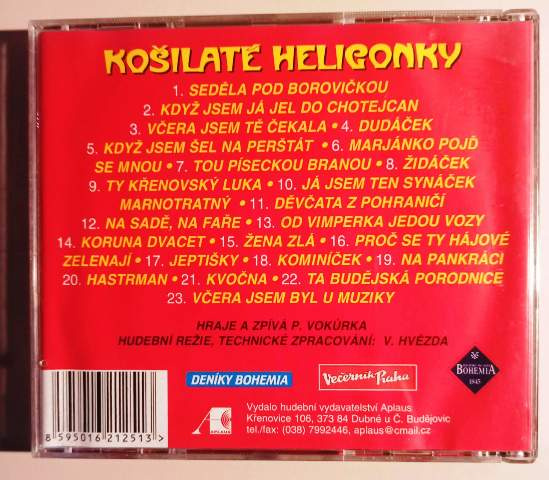 KOŠILATÉ HELIGONKY
1. SEDĚLA POD BOROVIČKOU
2. KDYŽ JSEM JÁ JEL DO CHOTEJCAN
3. VČERA JSEM TĚ ČEKALA • 4. DUDÁČEK
5. KDYŽ JSEM ŠEL NA PERŠTÁT • 6. MARJÁNKO POJĎ
SE MNOU • 7. TOU PÍSECKOU BRANOU • 8. ŽIDÁČEK
9. TY KŘENOVSKÝ LUKA • 10. JÁ JSEM TEN SYNÁČEK
MARNOTRATNÝ • 11. DĚVČATA Z POHRANIČÍ
12. NA SADĚ, NA FAŘE • 13. OD VIMPERKA JEDOU VOZY
14. KORUNA DVACET • 15. ŽENA ZLÁ • 16. PROČ SE TY HÁJOVÉ
ZELENAJÍ • 17. JEPTIŠKY • 18. KOMINÍČEK • 19. NA PANKRÁCI
20. HASTRMAN • 21. KVOČNA • 22. TA BUDĚJSKÁ PORODNICE
23. VČERA JSEM BYL U MUZIKY
HRAJE A ZPÍVÁ P. VOKŮRKA
HUDEBNÍ REŽIE, TECHNICKÉ ZPRACOVÁNÍ: V. HVĚZDA
DENÍKY BOHEMIA
Večerník Praha
BOHEMIA
1845
APLAUS
Vydalo hudební vydavatelství Aplaus
Křenovice 106, 373 84 Dubné u Č. Budějovic
tel./fax: (038) 7992446, aplaus@cmail.cz
8 595016 212513 >